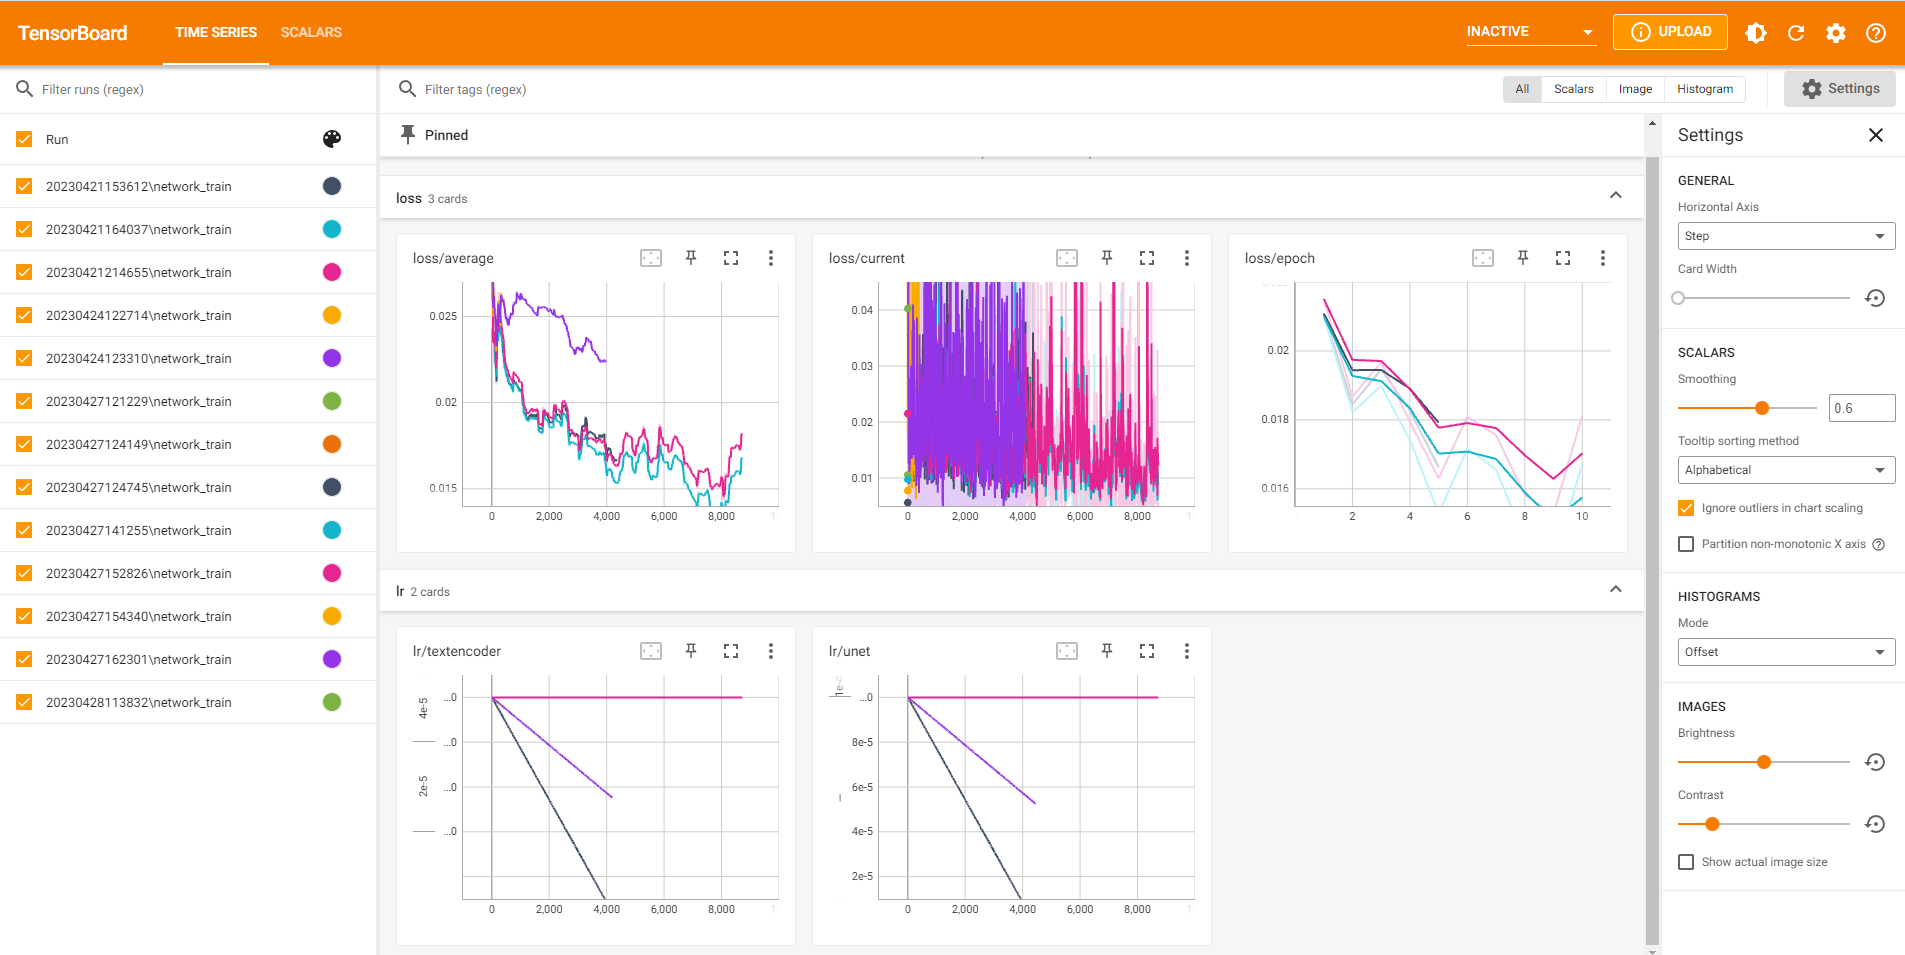 TensorBoard
TIME SERIES
SCALARS
INACTIVE
UPLOAD
Filter runs (regex)
Run
20230421153612\network_train
20230421164037\network_train
20230421214655\network_train
20230424122714\network_train
20230424123310\network_train
20230427121229\network_train
20230427124149\network_train
20230427124745\network_train
20230427141255\network_train
20230427152826\network_train
20230427154340\network_train
20230427162301\network_train
20230428113832\network_train
Filter tags (regex)
All Scalars Image Histogram
Settings
Pinned
loss 3 cards
loss/average
0.025
0.02
0.015
0 2,000 4,000 6,000 8,000 1
loss/current
0.04
0.03
0.02
0.01
0 2,000 4,000 6,000 8,000 1
loss/epoch
0.02
0.018
0.016
2 4 6 8 10
lr 2 cards
lr/textencoder
4e-5
2e-5
...0
...0
...0
...0
0 2,000 4,000 6,000 8,000 1
lr/unet
1e-4
...0
8e-5
6e-5
4e-5
2e-5
0 2,000 4,000 6,000 8,000 1
Settings
GENERAL
Horizontal Axis
Step
Card Width
SCALARS
Smoothing
0.6
Tooltip sorting method
Alphabetical
Ignore outliers in chart scaling
Partition non-monotonic X axis
HISTOGRAMS
Mode
Offset
IMAGES
Brightness
Contrast
Show actual image size